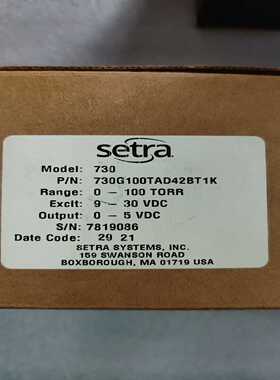 setra
Model: 730
P/N: 730G100TAD42BT1K
Range: 0 - 100 TORR
Excit: 9 - 30 VDC
Output: 0 - 5 VDC
S/N: 7819086
Date Code: 29 21
SETRA SYSTEMS, INC.
159 SWANSON ROAD
BOXBOROUGH, MA 01719 USA